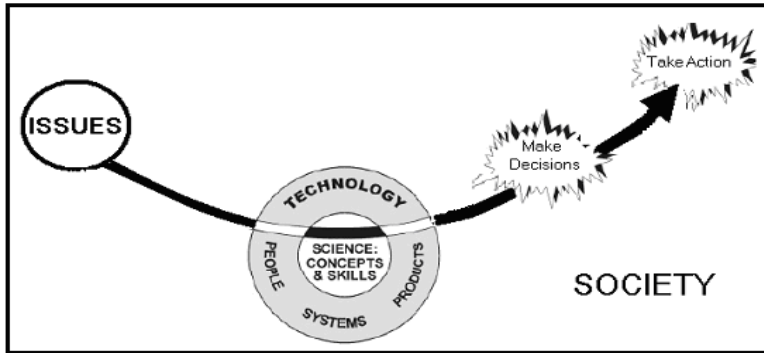 Take Action
ISSUES
Make
Decisions
TECHNOLOGY
SCIENCE:
CONCEPTS
& SKILLS
PEOPLE
SYSTEMS
PRODUCTS
SOCIETY